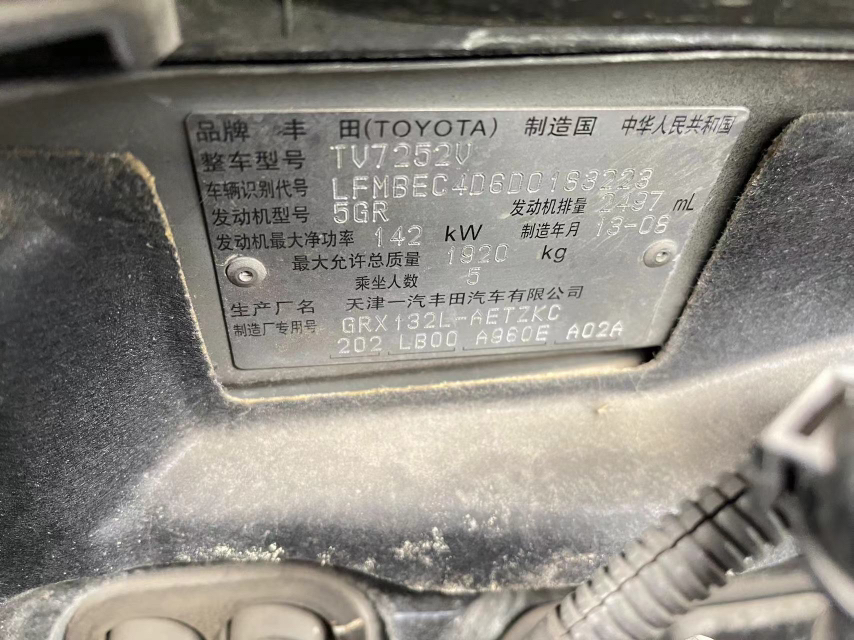 品牌 丰 田(TOYOTA) 制造国 中华人民共和国
整车型号 TV7252V
车辆识别代号
发动机型号 5GR 发动机排量 2497 mL
发动机最大净功率 142 kW 制造年月
最大允许总质量 1920 kg
乘坐人数 5
生产厂名 天津一汽丰田汽车有限公司
制造厂专用号 GRX132L-AETZKC
202 LB00 A960E A02A